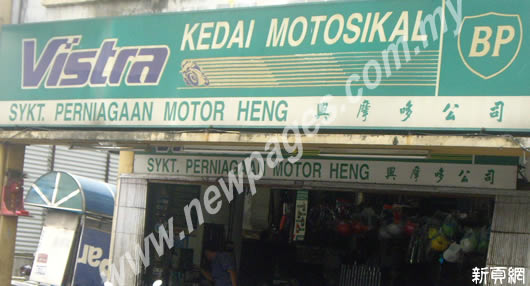 Vistra
KEDAI MOTOSIKAL
BP
SYKT. PERNIAGAAN MOTOR HENG 興摩哆公司
SYKT. PERNIAGAAN MOTOR HENG 興摩哆公司
www.newpages.com.my
新頁網